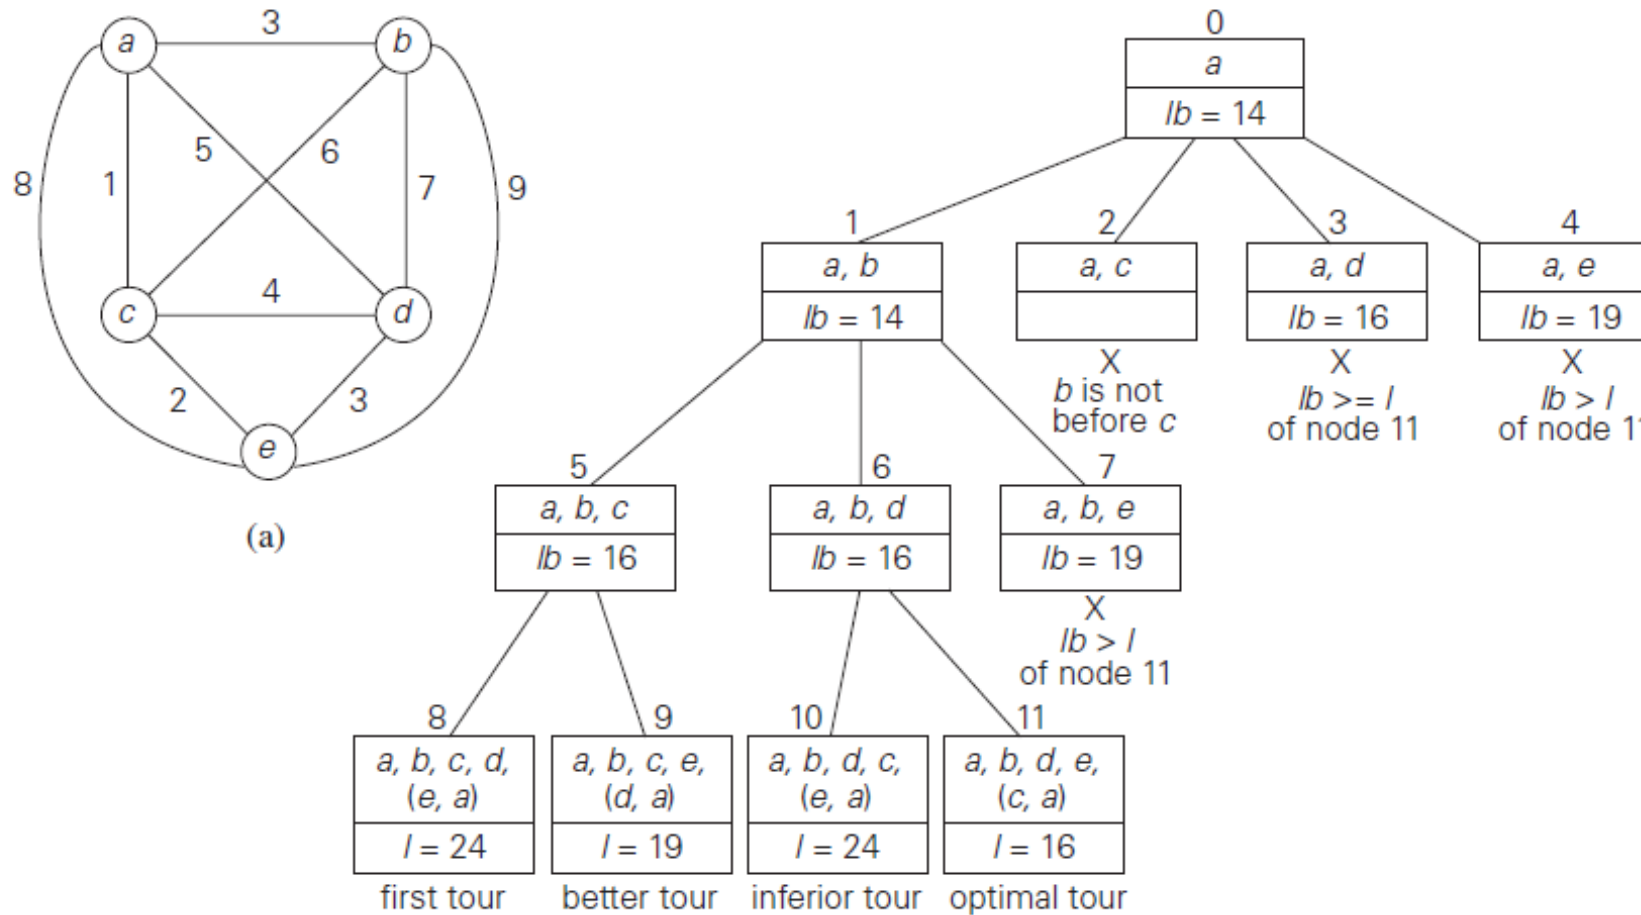 a
3
b
8
1
5
6
7
9
c
4
d
2
3
e
(a)
0
a
lb = 14
1
a, b
lb = 14
2
a, c
X
b is not
before c
3
a, d
lb = 16
X
lb >= l
of node 11
4
a, e
lb = 19
X
lb > l
of node 11
5
a, b, c
lb = 16
6
a, b, d
lb = 16
7
a, b, e
lb = 19
X
lb > l
of node 11
8
a, b, c, d,
(e, a)
l = 24
first tour
9
a, b, c, e,
(d, a)
l = 19
better tour
10
a, b, d, c,
(e, a)
l = 24
inferior tour
11
a, b, d, e,
(c, a)
l = 16
optimal tour